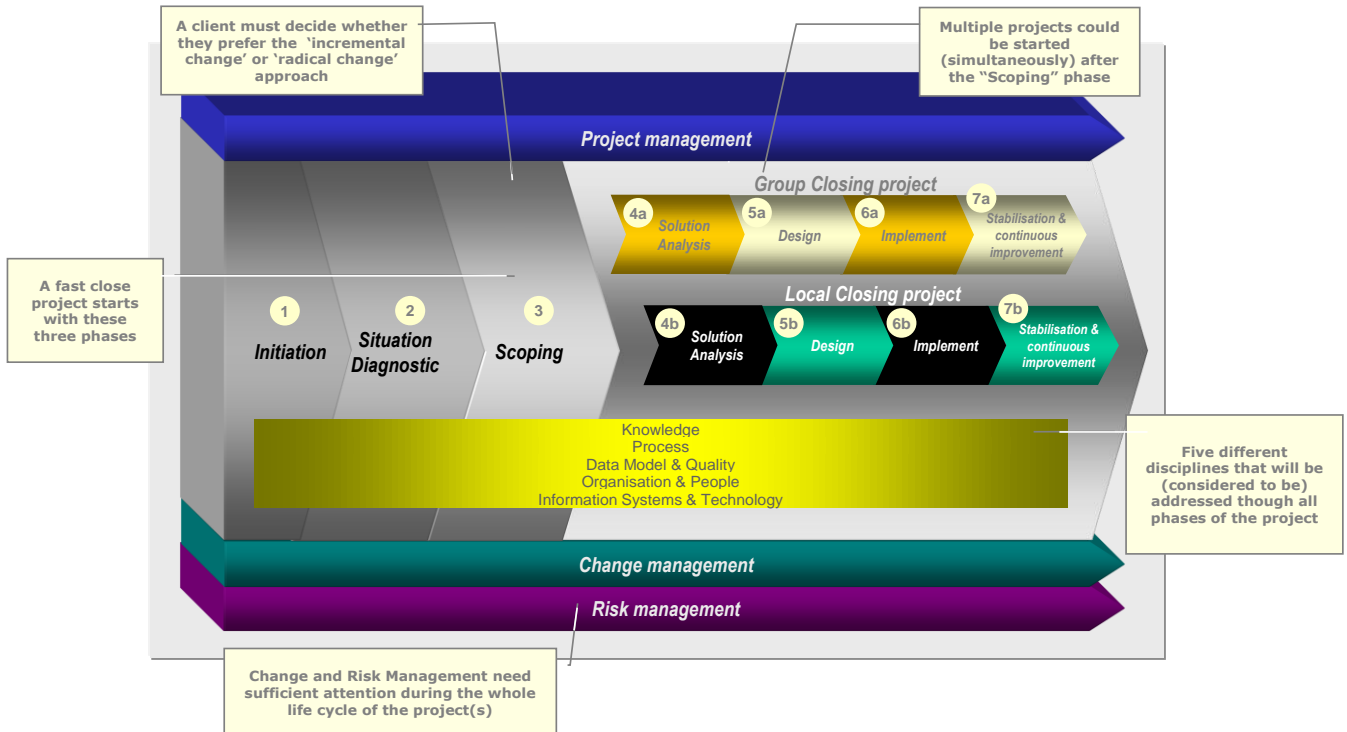 A client must decide whether
they prefer the ‘incremental
change’ or ‘radical change’
approach
Multiple projects could
be started
(simultaneously) after
the “Scoping” phase
Project management
Group Closing project
4a
Solution
Analysis
5a
Design
6a
Implement
7a
Stabilisation &
continuous
improvement
A fast close
project starts
with these
three phases
1
Initiation
2
Situation
Diagnostic
3
Scoping
Local Closing project
4b
Solution
Analysis
5b
Design
6b
Implement
7b
Stabilisation &
continuous
improvement
Knowledge
Process
Data Model & Quality
Organisation & People
Information Systems & Technology
Five different
disciplines that will be
(considered to be)
addressed though all
phases of the project
Change management
Risk management
Change and Risk Management need
sufficient attention during the whole
life cycle of the project(s)